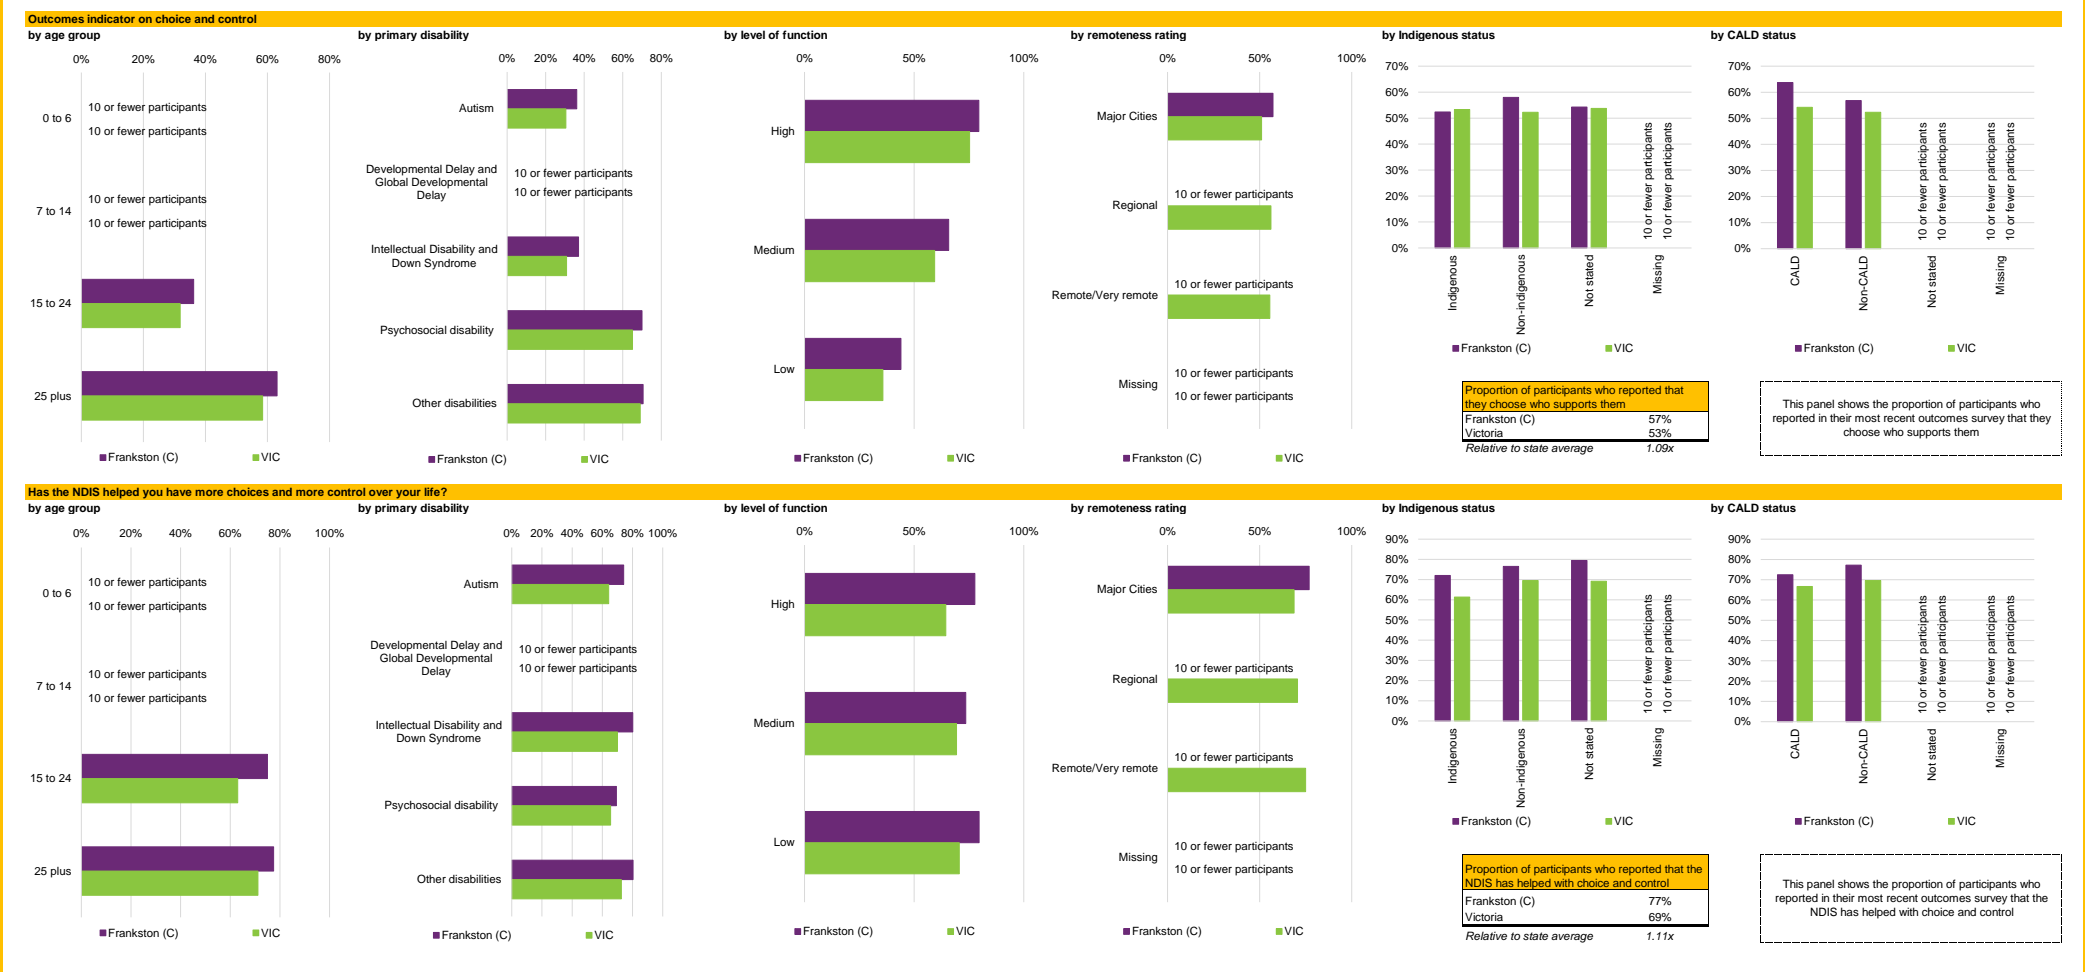 Outcomes indicator on choice and control
by age group
0% 20% 40% 60% 80%
0 to 6
10 or fewer participants
10 or fewer participants
7 to 14
10 or fewer participants
10 or fewer participants
15 to 24
25 plus
Frankston (C) VIC
by primary disability
0% 20% 40% 60% 80%
Autism
Developmental Delay and
Global Developmental
Delay
10 or fewer participants
10 or fewer participants
Intellectual Disability and
Down Syndrome
Psychosocial disability
Other disabilities
Frankston (C) VIC
by level of function
0% 50% 100%
High
Medium
Low
Frankston (C) VIC
by remoteness rating
0% 50% 100%
Major Cities
Regional
10 or fewer participants
Remote/Very remote
10 or fewer participants
Missing
10 or fewer participants
10 or fewer participants
Frankston (C) VIC
by Indigenous status
70%
60%
50%
40%
30%
20%
10%
0%
Indigenous
Non-indigenous
Not stated
Missing
10 or fewer participants
10 or fewer participants
Frankston (C) VIC
by CALD status
70%
60%
50%
40%
30%
20%
10%
0%
CALD
Non-CALD
Not stated
Missing
10 or fewer participants
10 or fewer participants
10 or fewer participants
10 or fewer participants
Frankston (C) VIC
Proportion of participants who reported that
they choose who supports them
Frankston (C) 57%
Victoria 53%
Relative to state average 1.09x
This panel shows the proportion of participants who
reported in their most recent outcomes survey that they
choose who supports them
Has the NDIS helped you have more choices and more control over your life?
by age group
0% 20% 40% 60% 80% 100%
0 to 6
10 or fewer participants
10 or fewer participants
7 to 14
10 or fewer participants
10 or fewer participants
15 to 24
25 plus
Frankston (C) VIC
by primary disability
0% 20% 40% 60% 80% 100%
Autism
Developmental Delay and
Global Developmental
Delay
10 or fewer participants
10 or fewer participants
Intellectual Disability and
Down Syndrome
Psychosocial disability
Other disabilities
Frankston (C) VIC
by level of function
0% 50% 100%
High
Medium
Low
Frankston (C) VIC
by remoteness rating
0% 50% 100%
Major Cities
Regional
10 or fewer participants
Remote/Very remote
10 or fewer participants
Missing
10 or fewer participants
10 or fewer participants
Frankston (C) VIC
by Indigenous status
90%
80%
70%
60%
50%
40%
30%
20%
10%
0%
Indigenous
Non-indigenous
Not stated
Missing
10 or fewer participants
10 or fewer participants
Frankston (C) VIC
by CALD status
90%
80%
70%
60%
50%
40%
30%
20%
10%
0%
CALD
Non-CALD
Not stated
Missing
10 or fewer participants
10 or fewer participants
10 or fewer participants
10 or fewer participants
Frankston (C) VIC
Proportion of participants who reported that the
NDIS has helped with choice and control
Frankston (C) 77%
Victoria 69%
Relative to state average 1.11x
This panel shows the proportion of participants who
reported in their most recent outcomes survey that the
NDIS has helped with choice and control